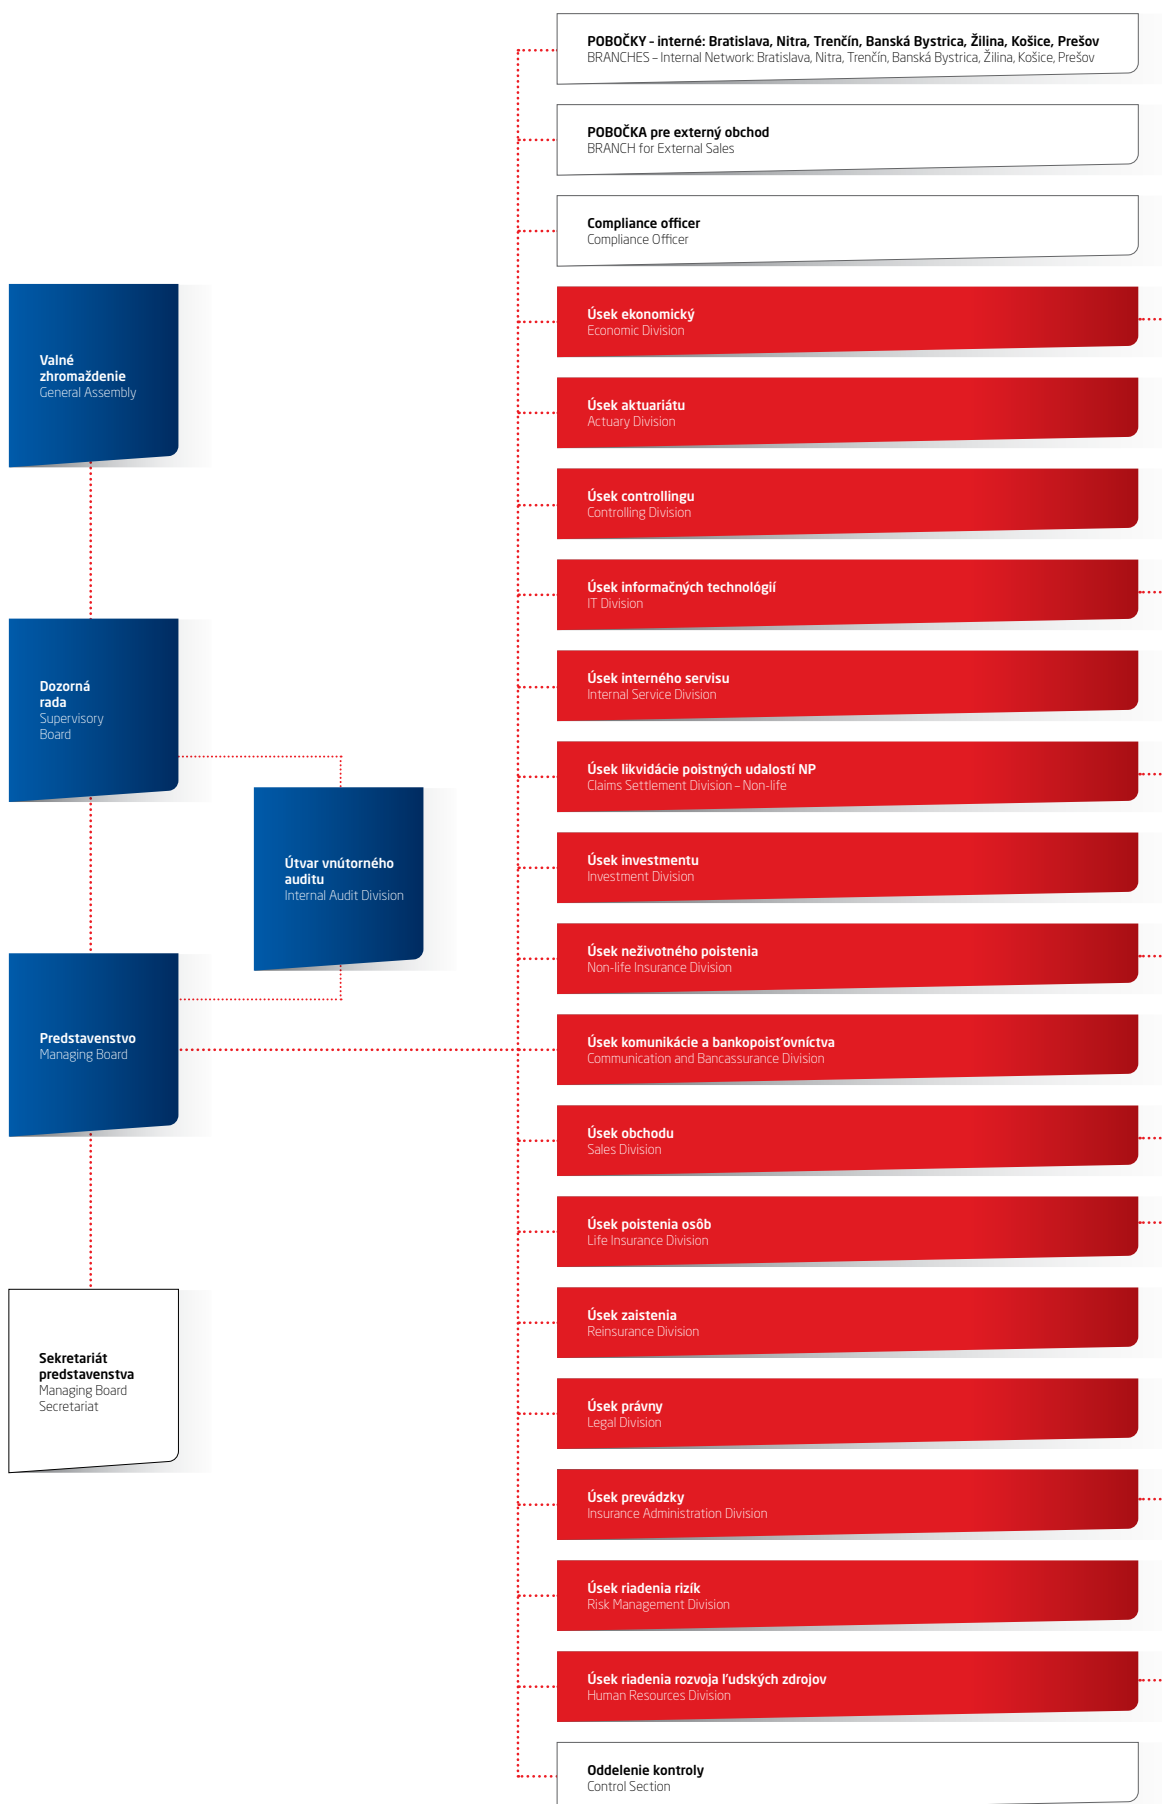 POBOČKY - interné: Bratislava, Nitra, Trenčín, Banská Bystrica, Žilina, Košice, Prešov
BRANCHES – Internal Network: Bratislava, Nitra, Trenčín, Banská Bystrica, Žilina, Košice, Prešov
POBOČKA pre externý obchod
BRANCH for External Sales
Compliance officer
Compliance Officer
Valné
zhromaždenie
General Assembly
Dozorná
rada
Supervisory
Board
Útvar vnútorného
auditu
Internal Audit Division
Predstavenstvo
Managing Board
Sekretariát
predstavenstva
Managing Board
Secretariat
Úsek ekonomický
Economic Division
Úsek aktuariátu
Actuary Division
Úsek controllingu
Controlling Division
Úsek informačných technológií
IT Division
Úsek interného servisu
Internal Service Division
Úsek likvidácie poistných udalostí NP
Claims Settlement Division – Non-life
Úsek investmentu
Investment Division
Úsek neživotného poistenia
Non-life Insurance Division
Úsek komunikácie a bankopoisťovníctva
Communication and Bancassurance Division
Úsek obchodu
Sales Division
Úsek poistenia osôb
Life Insurance Division
Úsek zaistenia
Reinsurance Division
Úsek právny
Legal Division
Úsek prevádzky
Insurance Administration Division
Úsek riadenia rizík
Risk Management Division
Úsek riadenia rozvoja ľudských zdrojov
Human Resources Division
Oddelenie kontroly
Control Section